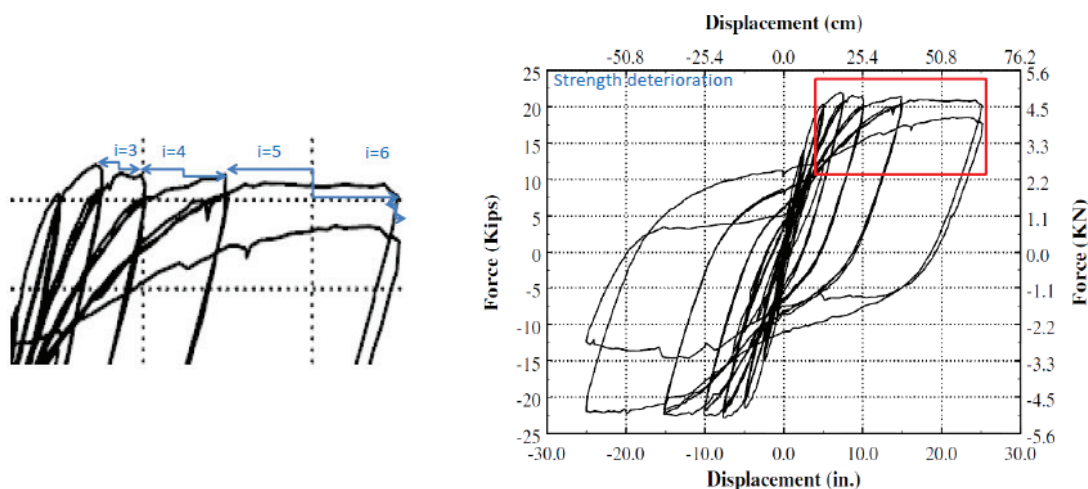 i=3
i=4
i=5
i=6
Displacement (cm)
-50.8 -25.4 0.0 25.4 50.8 76.2
Strength deterioration
Force (Kips)
25
20
15
10
5
0
-5
-10
-15
-20
-25
5.6
4.5
3.3
2.2
1.1
0.0
-1.1
-2.2
-3.3
-4.5
-5.6
Force (KN)
-30.0 -20.0 -10.0 0.0 10.0 20.0 30.0
Displacement (in.)